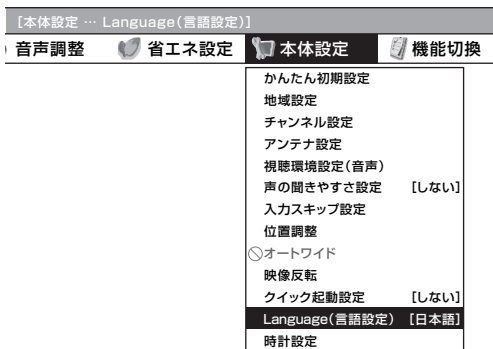 [本体設定 … Language(言語設定)]
音声調整 省エネ設定 本体設定 機能切換
かんたん初期設定
地域設定
チャンネル設定
アンテナ設定
視聴環境設定(音声)
声の聞きやすさ設定 [しない]
入力スキップ設定
位置調整
オートワイド
映像反転
クイック起動設定 [しない]
Language(言語設定) [日本語]
時計設定